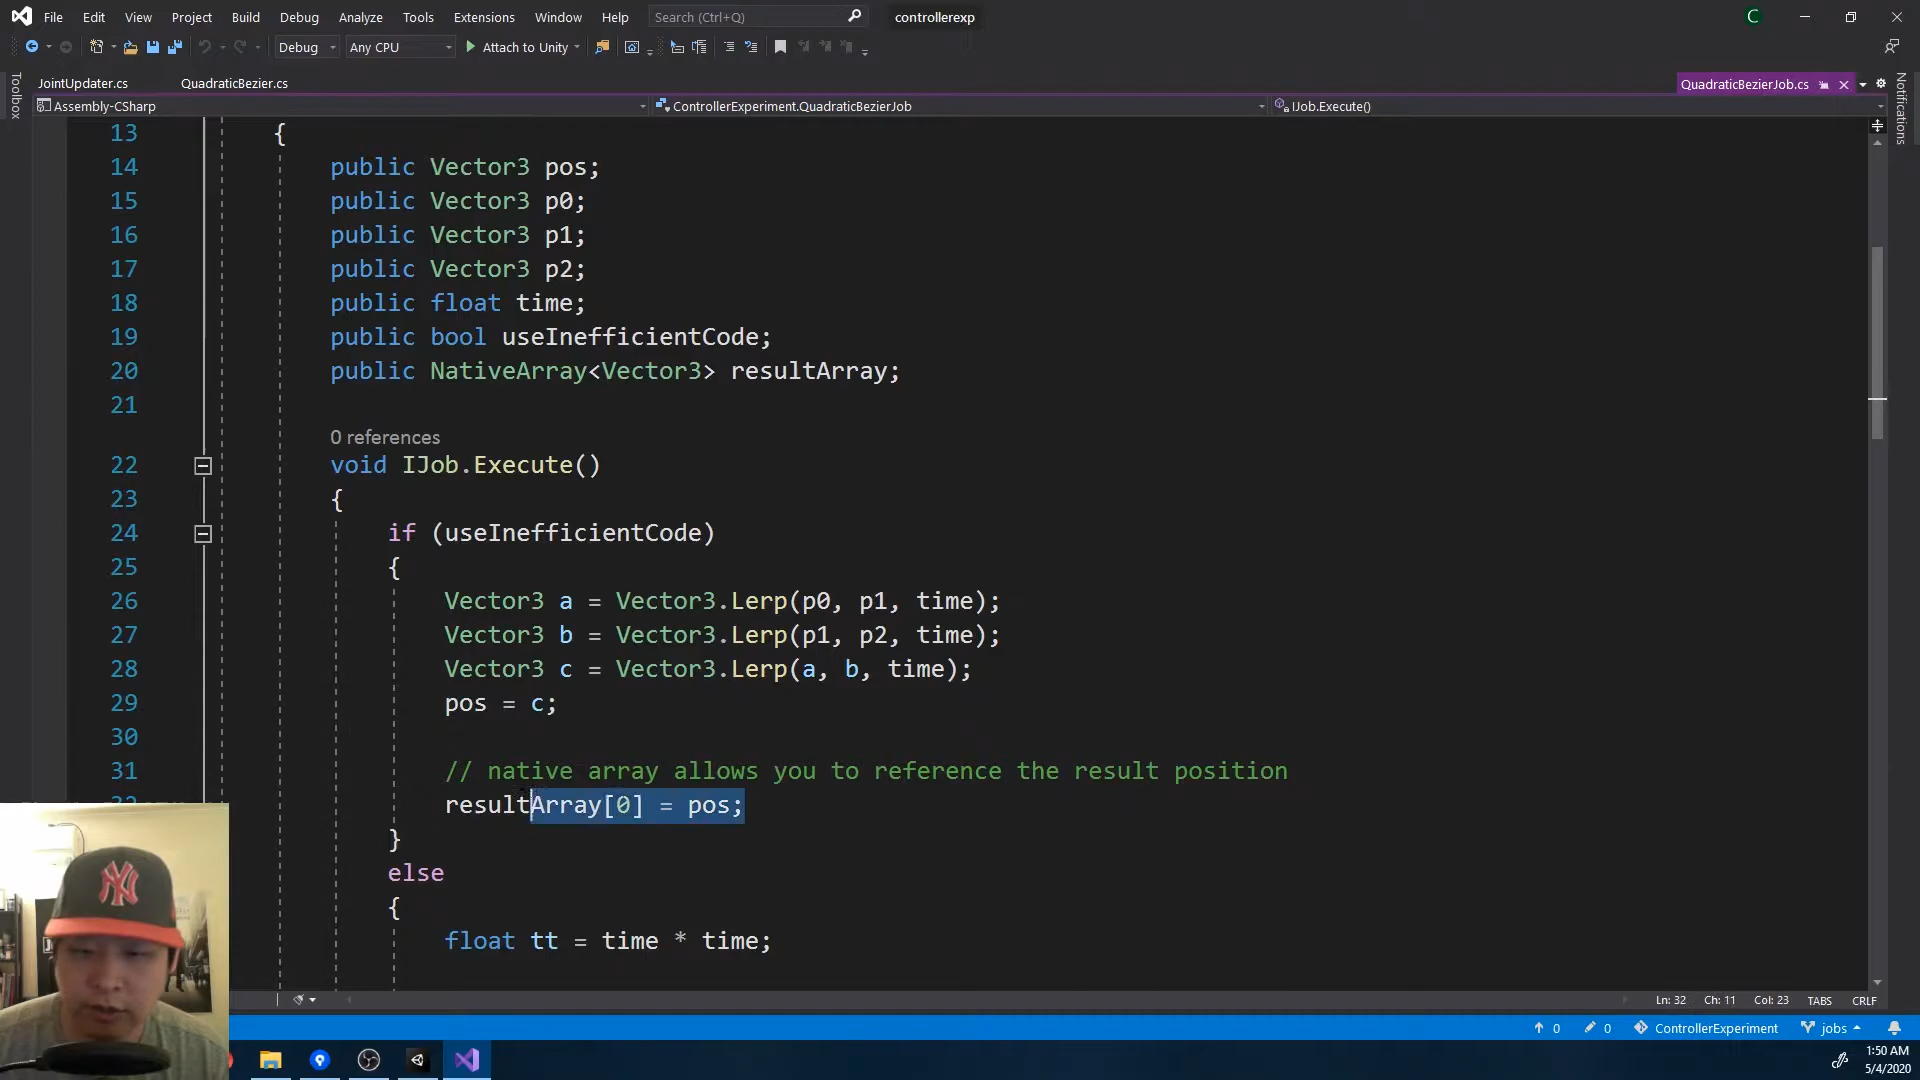 File Edit View Project Build Debug Analyze Tools Extensions Window Help Search (Ctrl+Q) controllerexp C
Debug Any CPU Attach to Unity
JointUpdater.cs QuadraticBezier.cs QuadraticBezierJob.cs
Toolbox
Notifications
Assembly-CSharp ControllerExperiment.QuadraticBezierJob IJob.Execute()
13 {
14 public Vector3 pos;
15 public Vector3 p0;
16 public Vector3 p1;
17 public Vector3 p2;
18 public float time;
19 public bool useInefficientCode;
20 public NativeArray<Vector3> resultArray;
21
0 references
22 void IJob.Execute()
23 {
24 if (useInefficientCode)
25 {
26 Vector3 a = Vector3.Lerp(p0, p1, time);
27 Vector3 b = Vector3.Lerp(p1, p2, time);
28 Vector3 c = Vector3.Lerp(a, b, time);
29 pos = c;
30
31 // native array allows you to reference the result position
resultArray[0] = pos;
}
else
{
float tt = time * time;
Ln: 32 Ch: 11 Col: 23 TABS CRLF
0 0 ControllerExperiment jobs
1:50 AM
5/4/2020